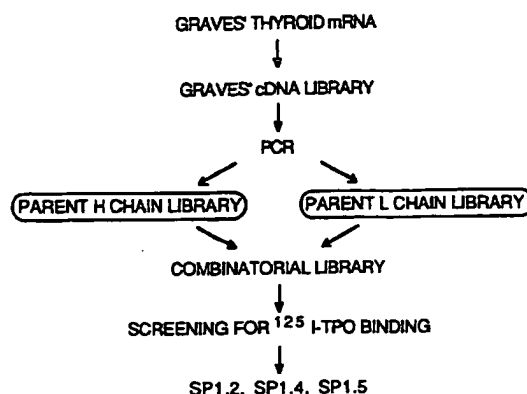 GRAVES' THYROID mRNA
GRAVES' cDNA LIBRARY
PCR
PARENT H CHAIN LIBRARY
PARENT L CHAIN LIBRARY
COMBINATORIAL LIBRARY
SCREENING FOR 125 I-TPO BINDING
SP1.2, SP1.4, SP1.5